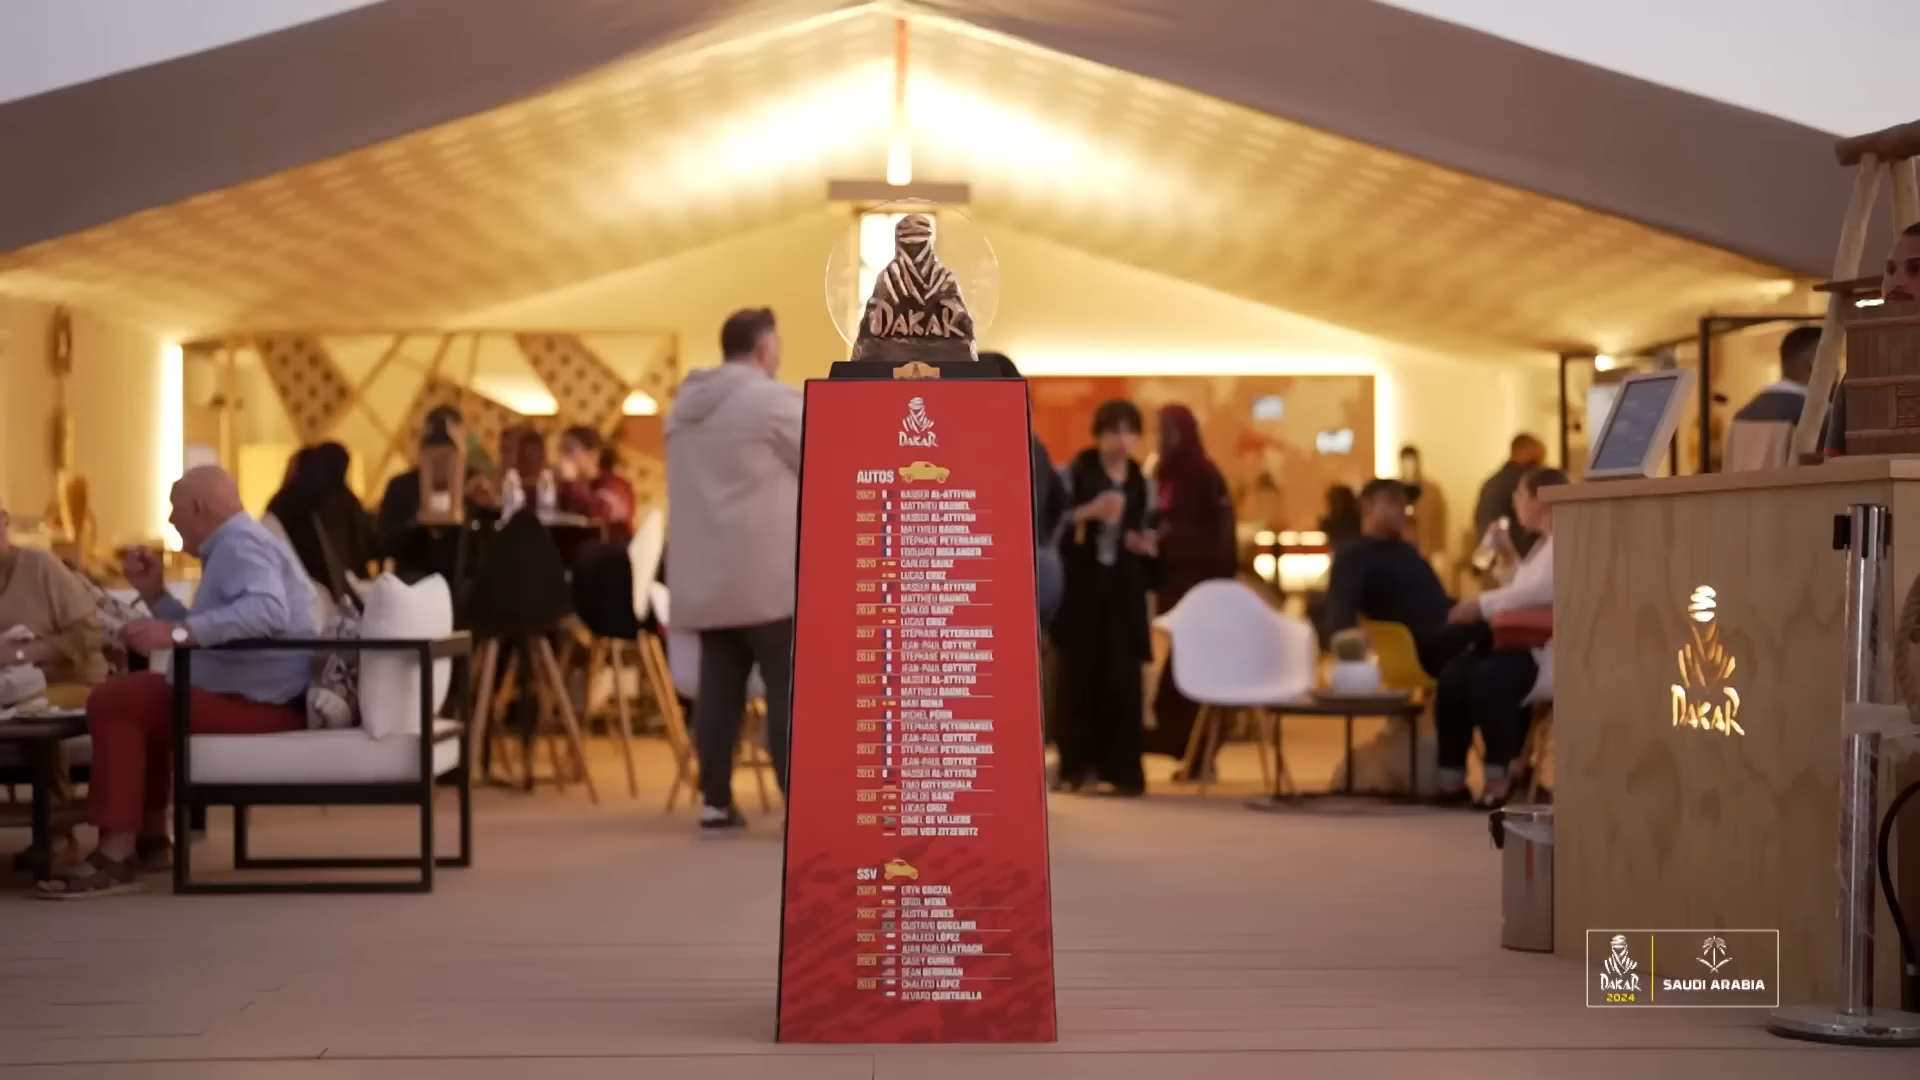 DAKAR
DAKAR
AUTOS
2023 NASSER AL-ATTIYAH
MATTHIEU BAUMEL
2022 NASSER AL-ATTIYAH
MATTHIEU BAUMEL
2021 STÉPHANE PETERHANSEL
EDOUARD BOULANGER
2020 CARLOS SAINZ
LUCAS CRUZ
2019 NASSER AL-ATTIYAH
MATTHIEU BAUMEL
2018 CARLOS SAINZ
LUCAS CRUZ
2017 STÉPHANE PETERHANSEL
JEAN-PAUL COTTRET
2016 STÉPHANE PETERHANSEL
JEAN-PAUL COTTRET
2015 NASSER AL-ATTIYAH
MATTHIEU BAUMEL
2014 NANI ROMA
MICHEL PÉRIN
2013 STÉPHANE PETERHANSEL
JEAN-PAUL COTTRET
2012 STÉPHANE PETERHANSEL
JEAN-PAUL COTTRET
2011 NASSER AL-ATTIYAH
TIMO GOTTSCHALK
2010 CARLOS SAINZ
LUCAS CRUZ
2009 GINIEL DE VILLIERS
DIRK VON ZITZEWITZ
SSV
2023 ERYK GOCZAL
ORIOL MENA
2022 AUSTIN JONES
GUSTAVO GUGELMIN
2021 CHALECO LÓPEZ
JUAN PABLO LATRACH
2020 CASEY CURRIE
SEAN BERRIMAN
2019 CHALECO LÓPEZ
ALVARO QUINTANILLA
DAKAR
DAKAR
2024
SAUDI ARABIA